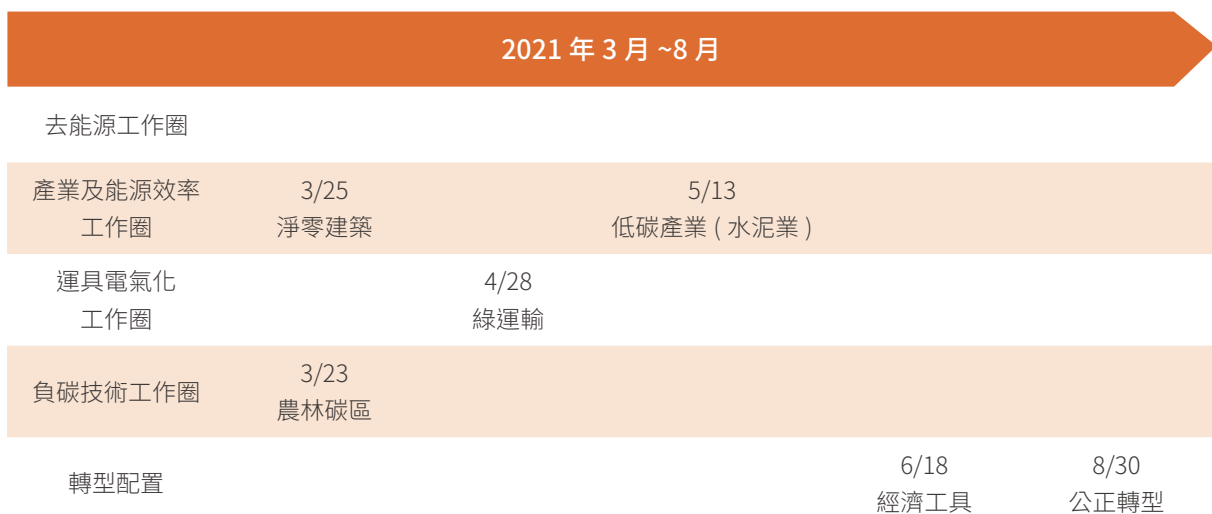 2021 年 3 月 ~8 月
去能源工作圈
產業及能源效率
工作圈
3/25
淨零建築
5/13
低碳產業 ( 水泥業 )
運具電氣化
工作圈
4/28
綠運輸
負碳技術工作圈
3/23
農林碳區
轉型配置
6/18
經濟工具
8/30
公正轉型